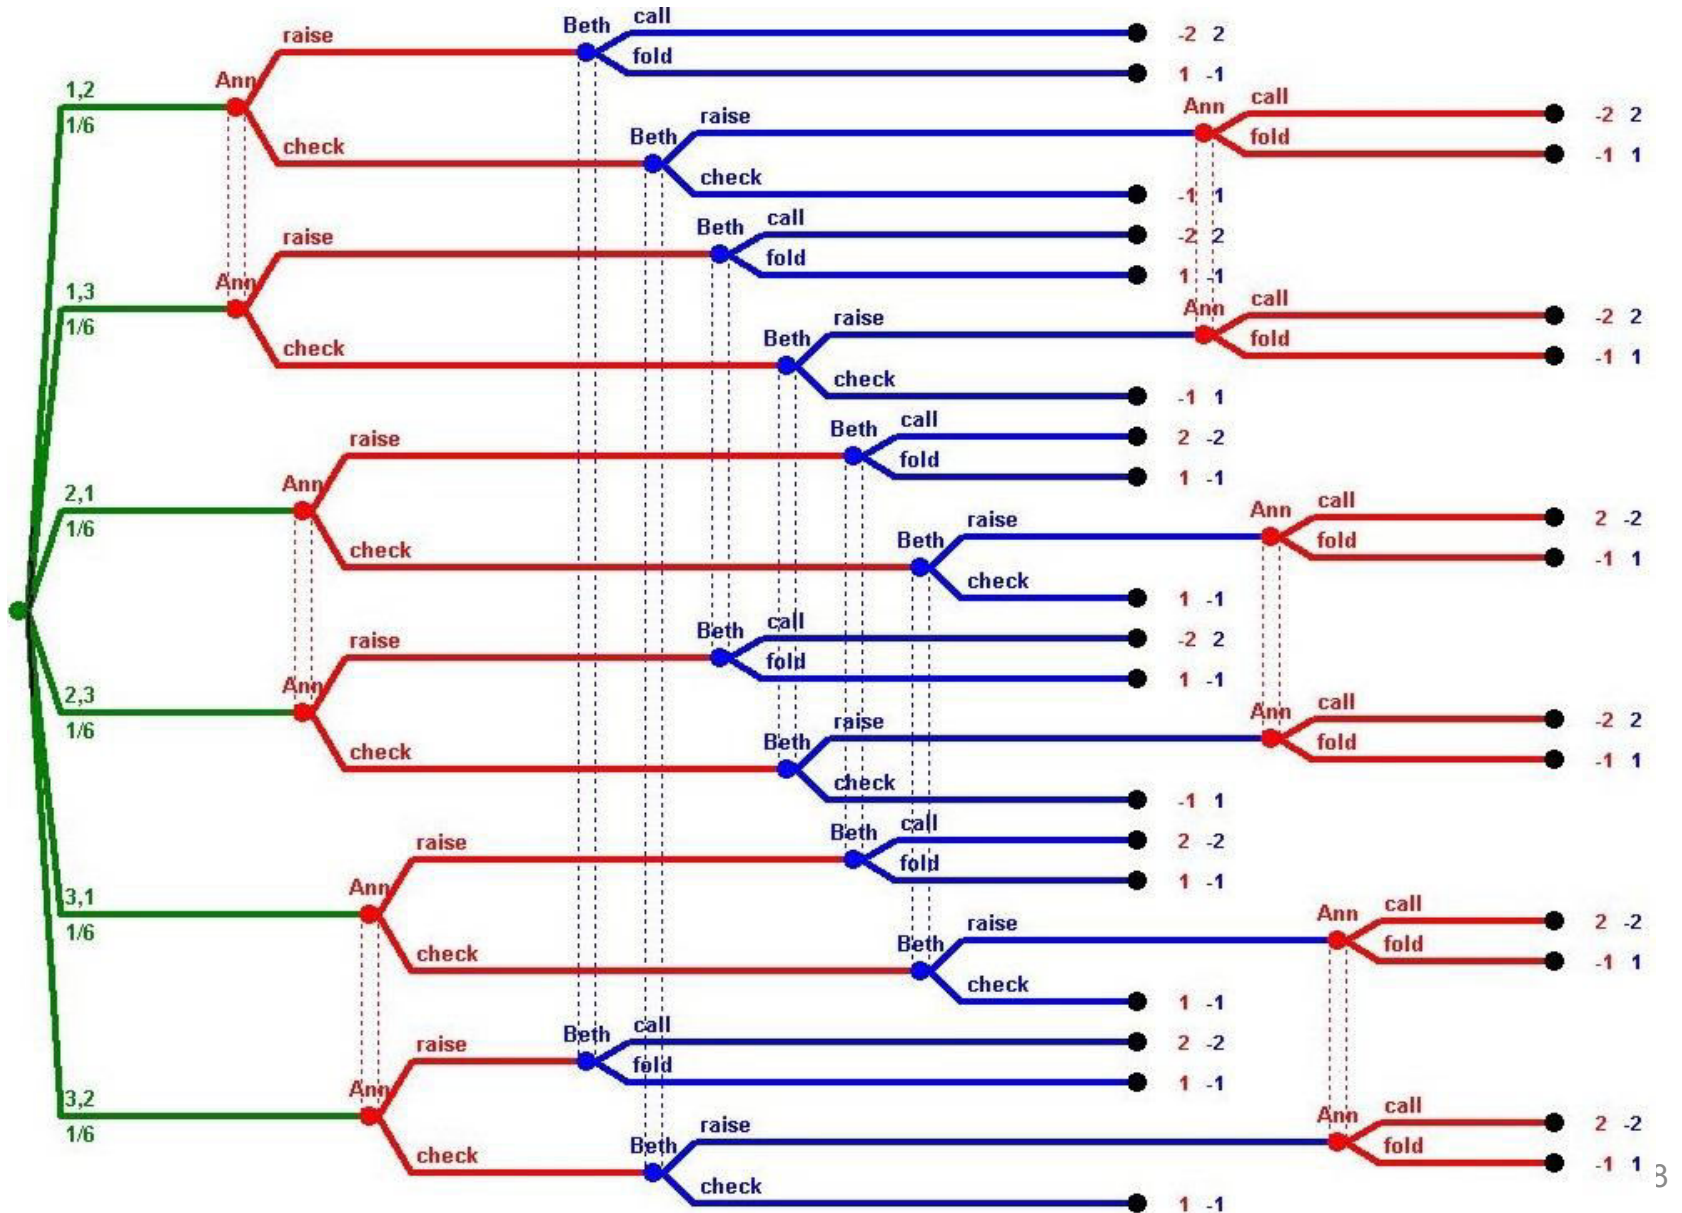 Beth call
raise fold -2 2
Ann 1 -1
1,2 Ann call
1/6 raise fold -2 2
check Beth -1 1
check -1 1
Beth call
raise fold -2 2
Ann 1 -1
1,3 Ann call
1/6 raise fold -2 2
check Beth -1 1
check -1 1
Beth call
raise fold 2 -2
Ann 1 -1
2,1 Ann call
1/6 raise fold 2 -2
check Beth -1 1
check 1 -1
Beth call
raise fold -2 2
Ann 1 -1
2,3 Ann call
1/6 raise fold -2 2
check Beth -1 1
check -1 1
Beth call
raise fold 2 -2
Ann 1 -1
3,1 Ann call
1/6 raise fold 2 -2
check Beth -1 1
check 1 -1
Beth call
raise fold 2 -2
Ann 1 -1
3,2 Ann call
1/6 raise fold 2 -2
check Beth -1 1
check 1 -1